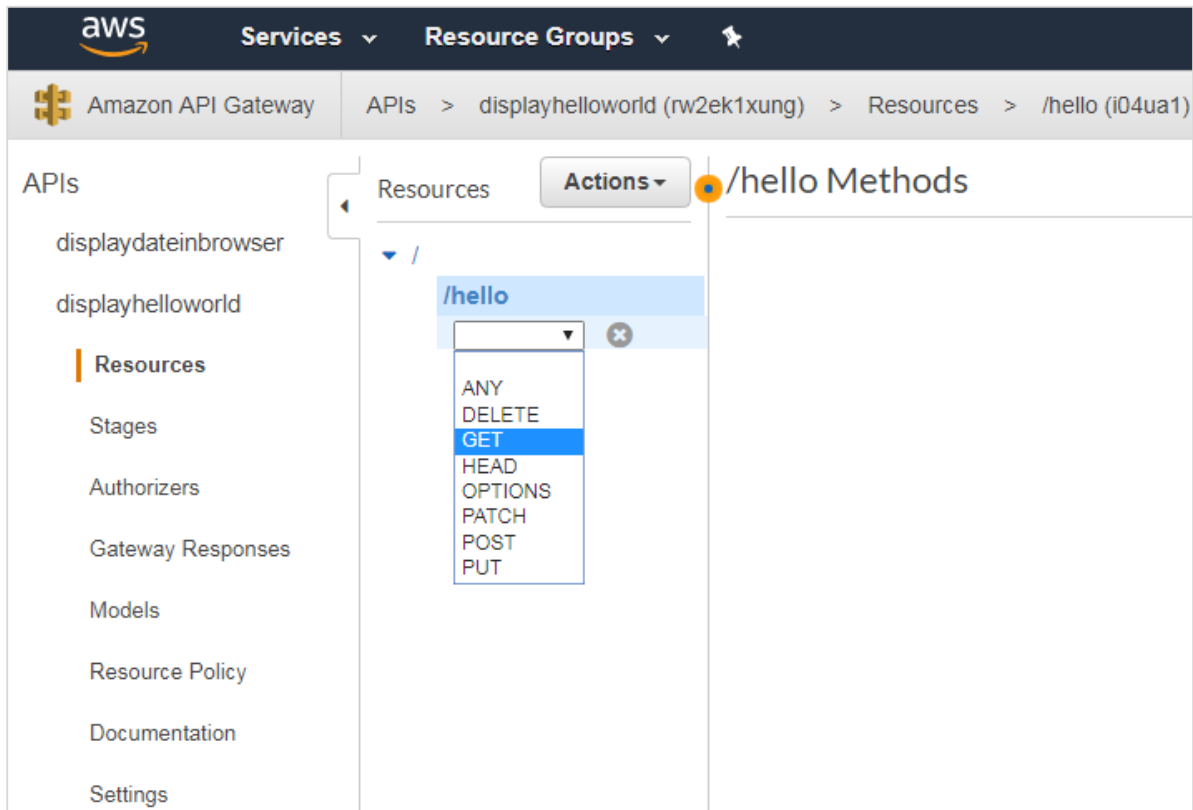 aws Services Resource Groups
Amazon API Gateway APIs > displayhelloworld (rw2ek1xung) > Resources > /hello (i04ua1)
APIs
displaydateinbrowser
displayhelloworld
Resources
Stages
Authorizers
Gateway Responses
Models
Resource Policy
Documentation
Settings
Resources Actions
/
/hello
ANY
DELETE
GET
HEAD
OPTIONS
PATCH
POST
PUT
/hello Methods